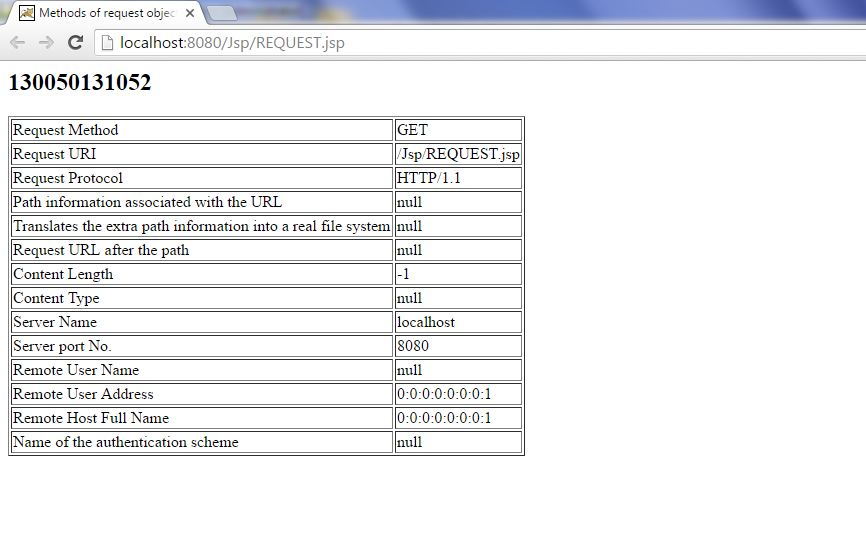 Methods of request objec
localhost:8080/Jsp/REQUEST.jsp
130050131052
Request Method GET
Request URI /Jsp/REQUEST.jsp
Request Protocol HTTP/1.1
Path information associated with the URL null
Translates the extra path information into a real file system null
Request URL after the path null
Content Length -1
Content Type null
Server Name localhost
Server port No. 8080
Remote User Name null
Remote User Address 0:0:0:0:0:0:0:1
Remote Host Full Name 0:0:0:0:0:0:0:1
Name of the authentication scheme null